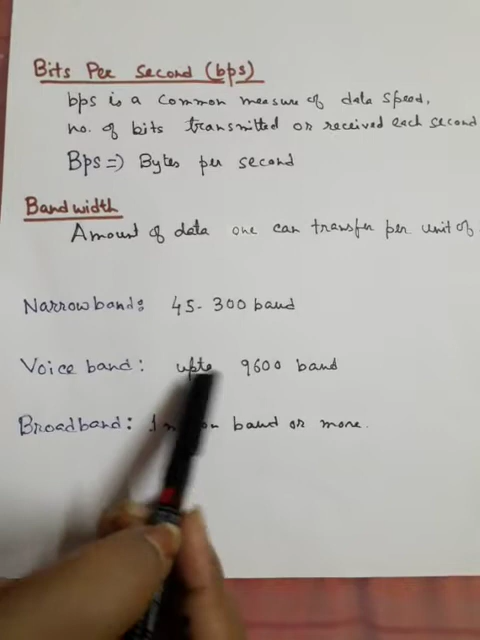 Bits Per Second (bps)
bps is a common measure of data speed,
no. of bits transmitted or received each second
Bps => Bytes per second
Bandwidth
Amount of data one can transfer per unit of
Narrowband: 45-300 baud
Voice band: upto 9600 baud
Broadband: baud or more.